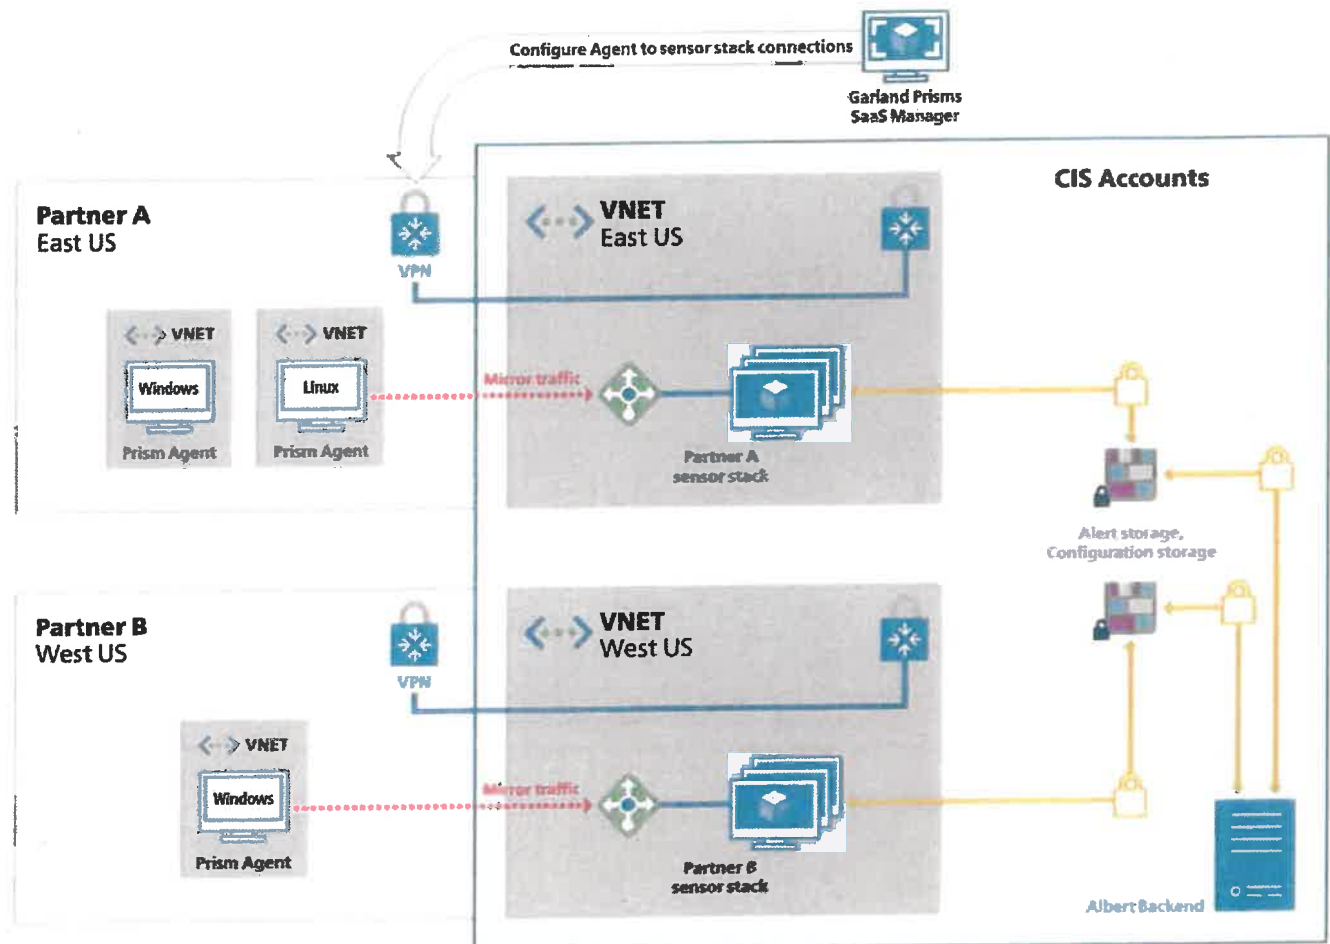 Configure Agent to sensor stack connections
Garland Prisms
SaaS Manager
CIS Accounts
Partner A
East US
VPN
VNET
East US
VNET
Windows
Prism Agent
VNET
Linux
Prism Agent
Mirror traffic
Partner A
sensor stack
Alert storage,
Configuration storage
Partner B
West US
VPN
VNET
West US
VNET
Windows
Prism Agent
Mirror traffic
Partner B
sensor stack
Albert Backend